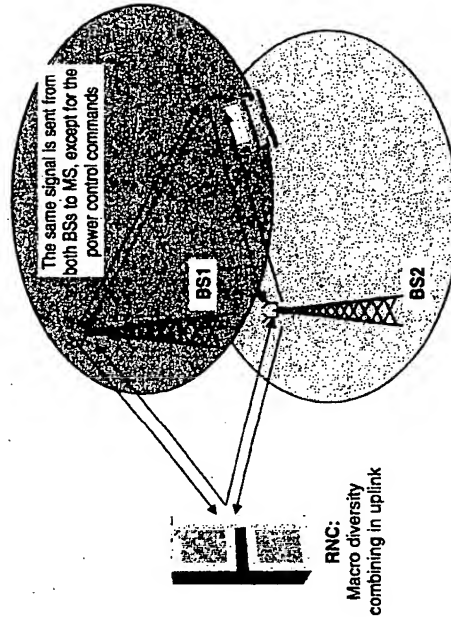 The same signal is sent from
both BSs to MS, except for the
power control commands
BS1
BS2
RNC:
Macro diversity
combining in uplink